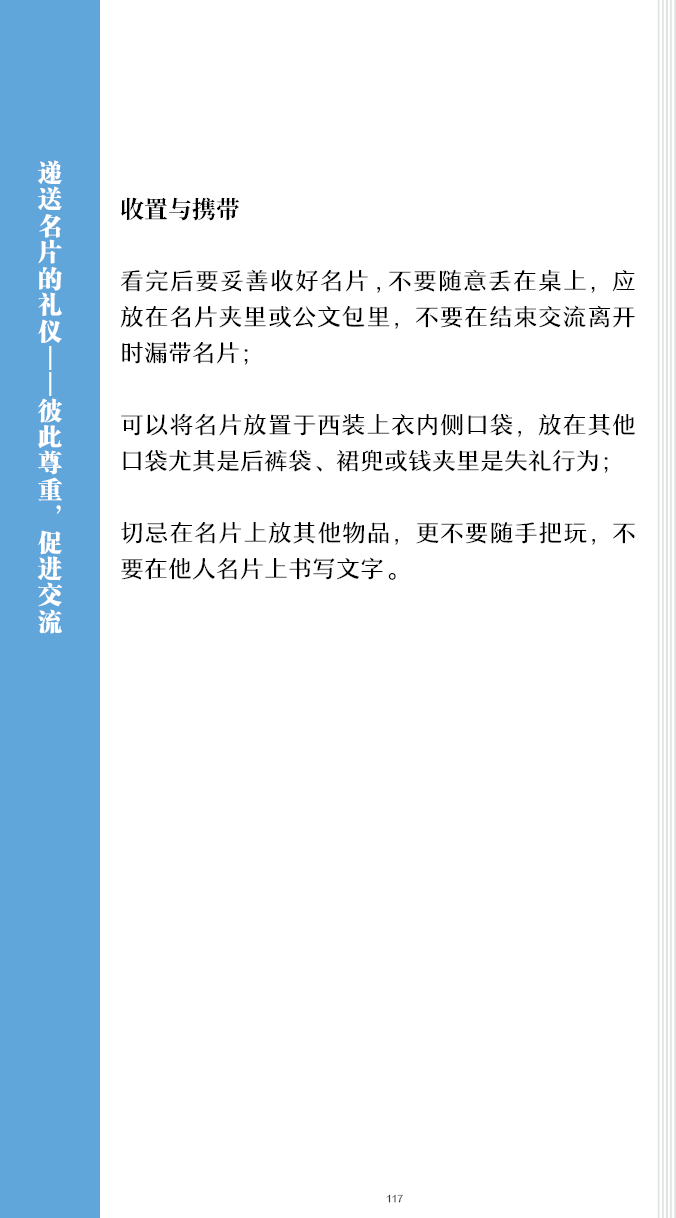 递送名片的礼仪——彼此尊重，促进交流
收置与携带
看完后要妥善收好名片,不要随意丢在桌上，应
放在名片夹里或公文包里，不要在结束交流离开
时漏带名片；
可以将名片放置于西装上衣内侧口袋，放在其他
口袋尤其是后裤袋、裙兜或钱夹里是失礼行为；
切忌在名片上放其他物品，更不要随手把玩，不
要在他人名片上书写文字。
117